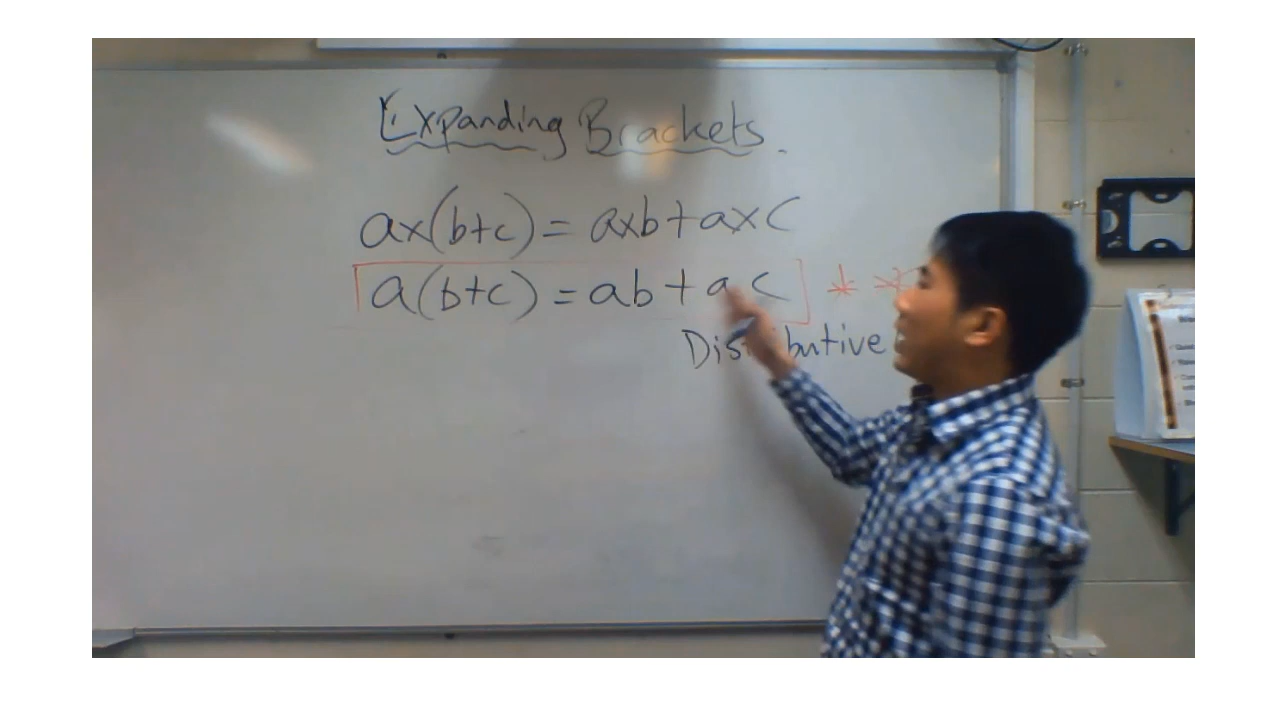 Expanding Brackets.
a×(b+c) = a×b+a×c
a(b+c) = ab+ac * *
Distributive